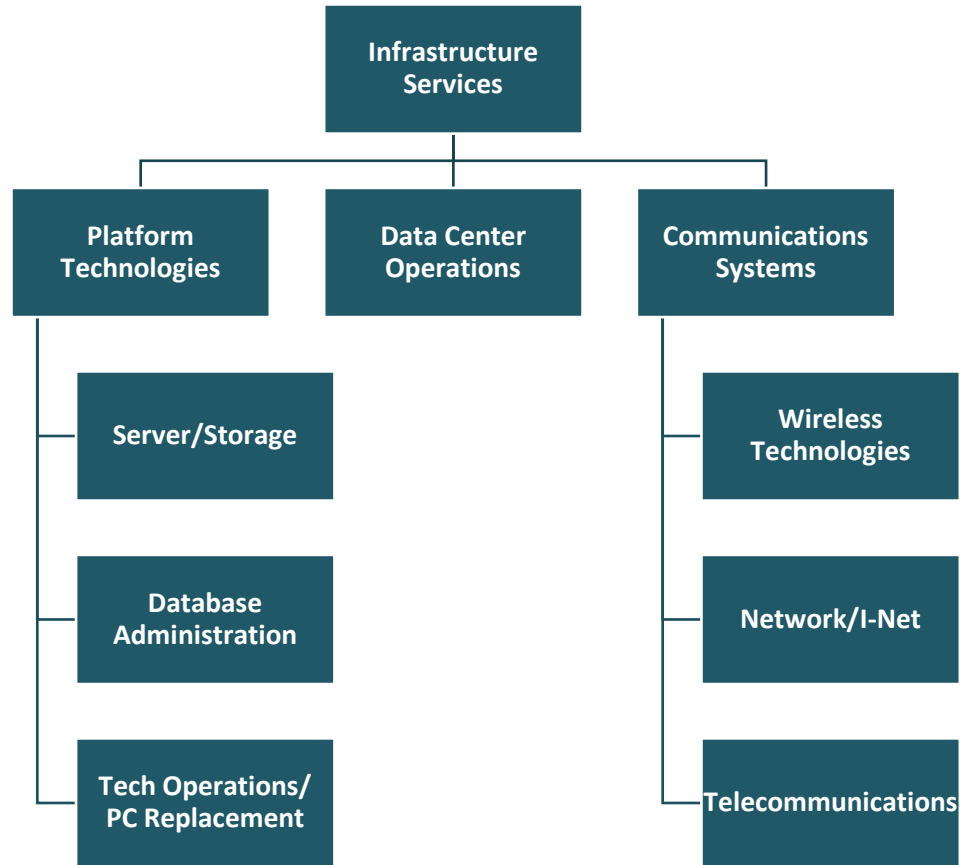 Infrastructure
Services
Platform
Technologies
Data Center
Operations
Communications
Systems
Server/Storage
Database
Administration
Tech Operations/
PC Replacement
Wireless
Technologies
Network/I-Net
Telecommunications